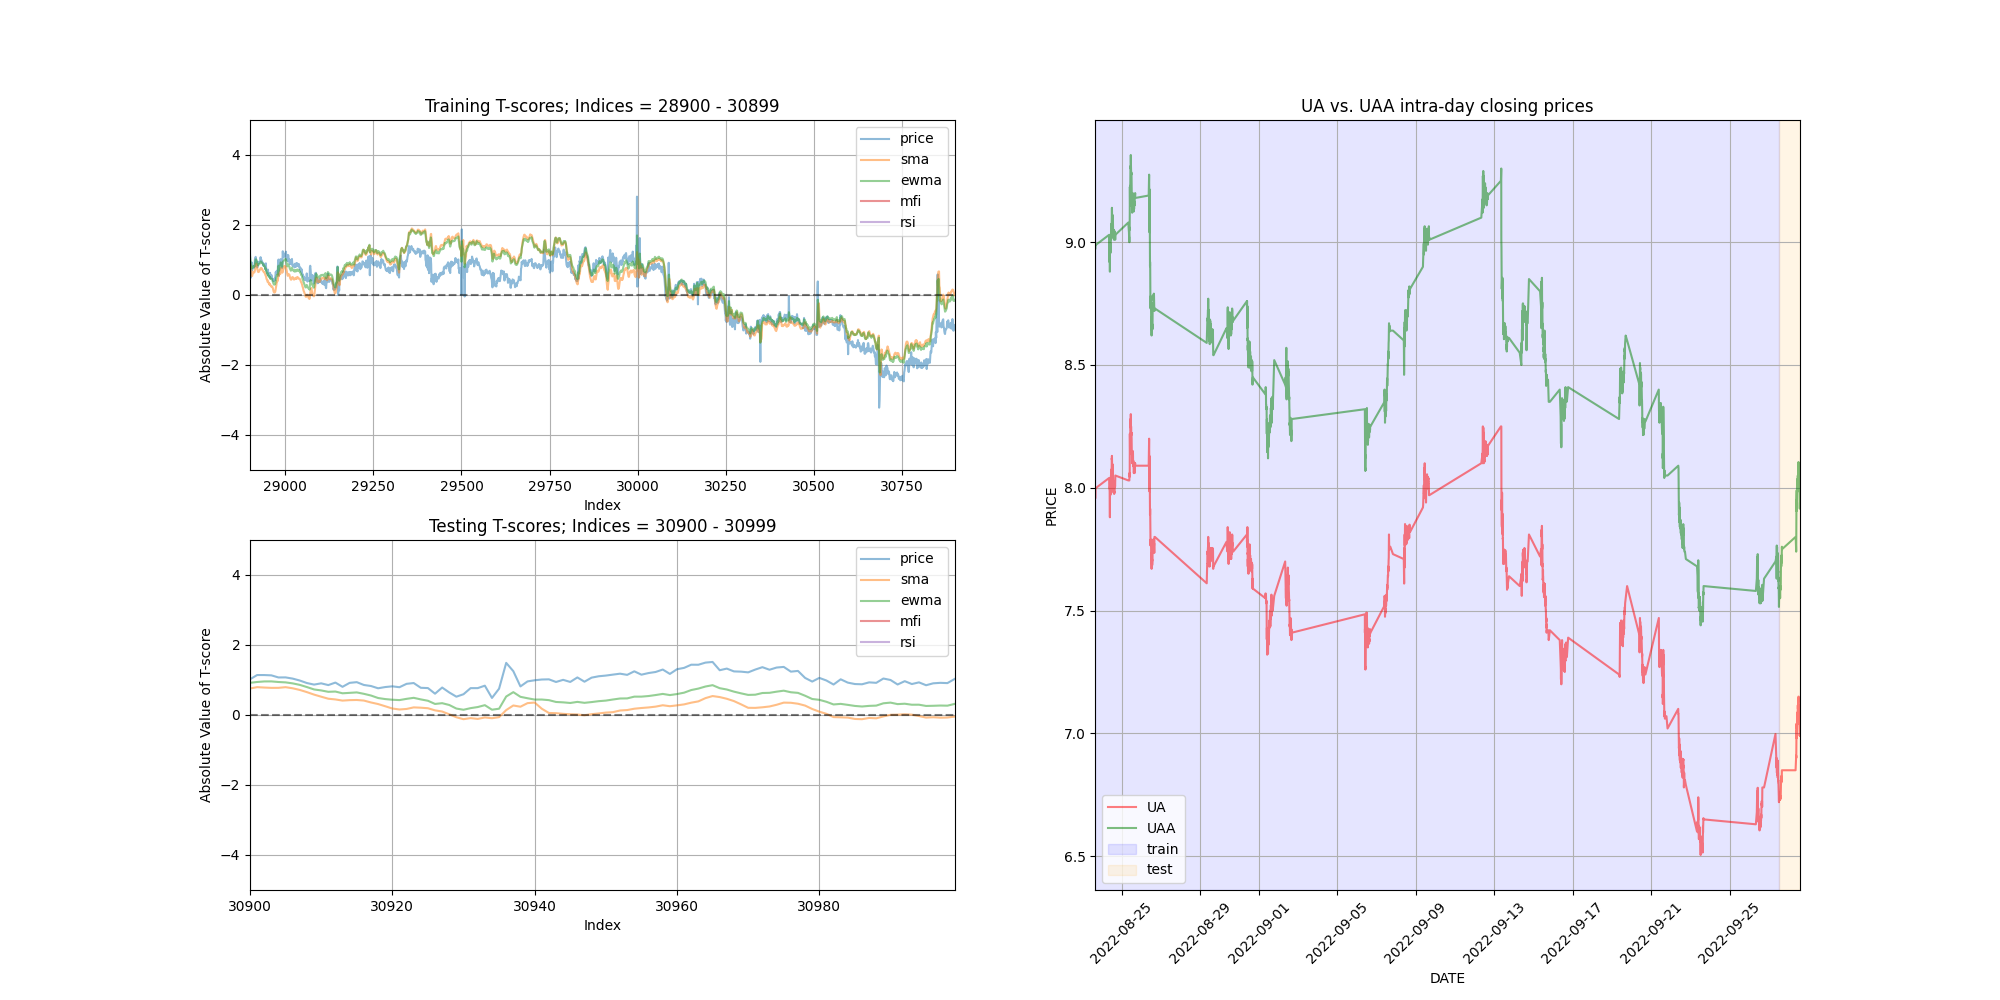 Training T-scores; Indices = 28900 - 30899
Absolute Value of T-score
4
2
0
−2
−4
price
sma
ewma
mfi
rsi
29000 29250 29500 29750 30000 30250 30500 30750
Index
Testing T-scores; Indices = 30900 - 30999
Absolute Value of T-score
4
2
0
−2
−4
price
sma
ewma
mfi
rsi
30900 30920 30940 30960 30980
Index
UA vs. UAA intra-day closing prices
PRICE
9.0
8.5
8.0
7.5
7.0
6.5
UA
UAA
train
test
2022-08-25 2022-08-29 2022-09-01 2022-09-05 2022-09-09 2022-09-13 2022-09-17 2022-09-21 2022-09-25
DATE